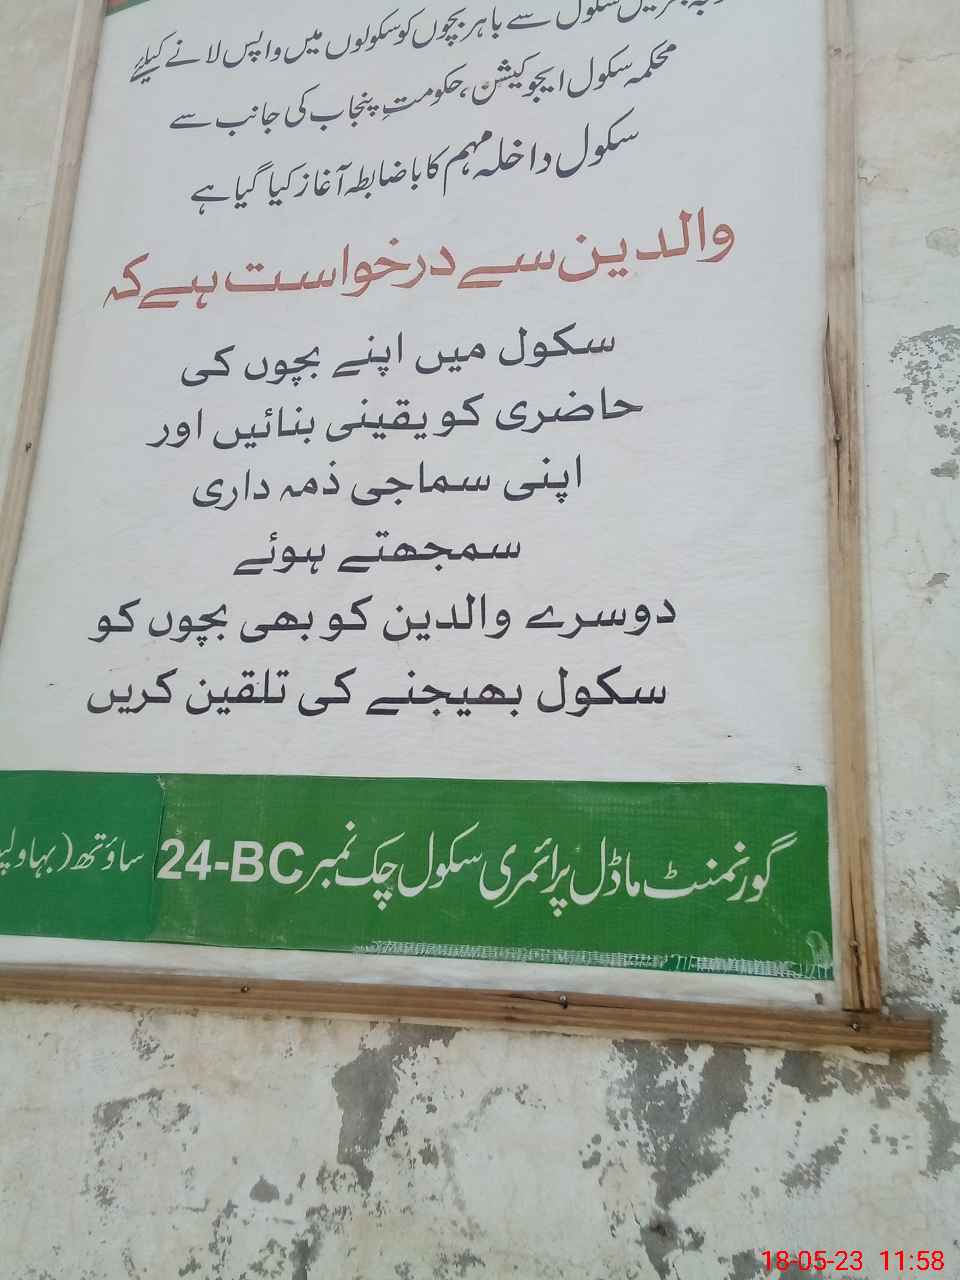 سکول سے باہر بچوں کو سکولوں میں واپس لانے کیلئے
محکمہ سکول ایجوکیشن، حکومتِ پنجاب کی جانب سے
سکول داخلہ مہم کا باضابطہ آغاز کیا گیا ہے
والدین سے درخواست ہے کہ
سکول میں اپنے بچوں کی
حاضری کو یقینی بنائیں اور
اپنی سماجی ذمہ داری
سمجھتے ہوئے
دوسرے والدین کو بھی بچوں کو
سکول بھیجنے کی تلقین کریں
گورنمنٹ ماڈل پرائمری سکول چک نمبر 24-BC ساؤتھ (بہاولپ
18-05-23 11:58